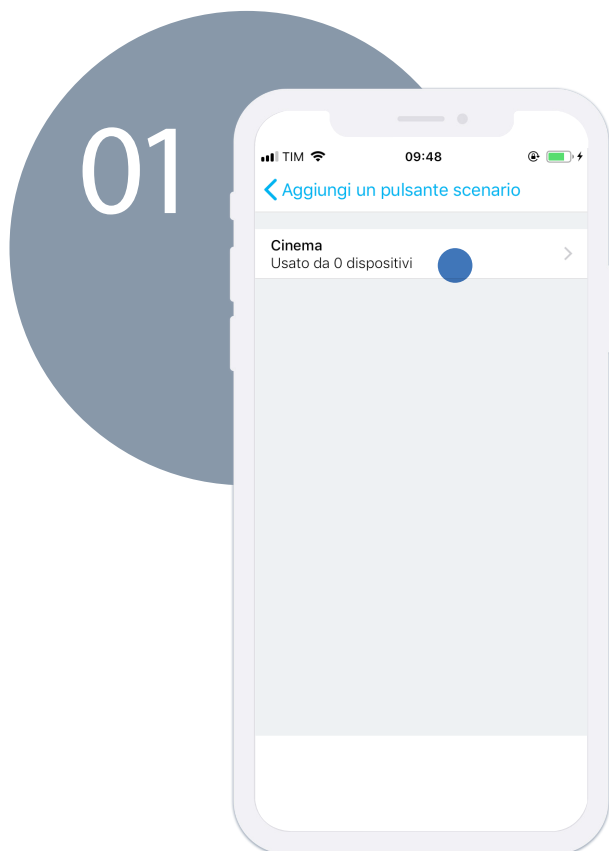 01
TIM
09:48
Aggiungi un pulsante scenario
Cinema
Usato da 0 dispositivi